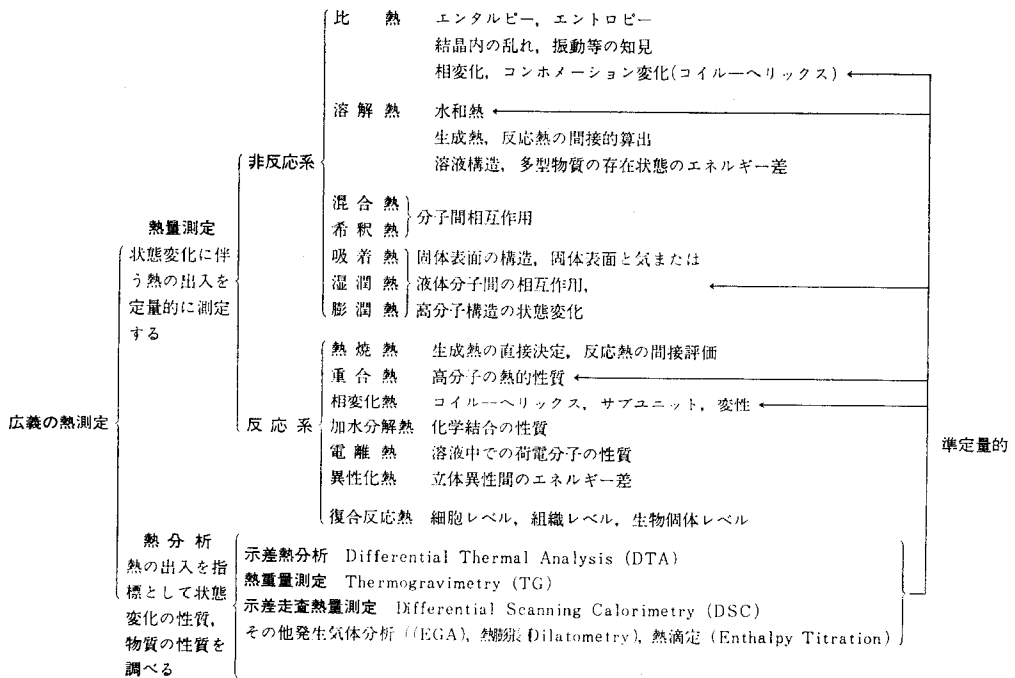 比 熱 エンタルピー, エントロピー
結晶内の乱れ, 振動等の知見
相変化, コンホメーション変化(コイル―ヘリックス)
溶解熱 水和熱
生成熱, 反応熱の間接的算出
溶液構造, 多型物質の存在状態のエネルギー差
非反応系
混合熱
希釈熱
分子間相互作用
吸着熱 固体表面の構造, 固体表面と気または
湿潤熱 液体分子間の相互作用,
膨潤熱 高分子構造の状態変化
熱量測定
状態変化に伴
う熱の出入を
定量的に測定
する
熱焼熱 生成熱の直接決定, 反応熱の間接評価
重合熱 高分子の熱的性質
相変化熱 コイル―ヘリックス, サブユニット, 変性
反応系
加水分解熱 化学結合の性質
電離熱 溶液中での荷電分子の性質
異性化熱 立体異性間のエネルギー差
復合反応熱 細胞レベル, 組織レベル, 生物個体レベル
広義の熱測定
準定量的
熱分析
熱の出入を指
標として状態
変化の性質,
物質の性質を
調べる
示差熱分析 Differential Thermal Analysis (DTA)
熱重量測定 Thermogravimetry (TG)
示差走査熱量測定 Differential Scanning Calorimetry (DSC)
その他発生気体分析 ((EGA), 熱膨張 Dilatometry), 熱滴定 (Enthalpy Titration)